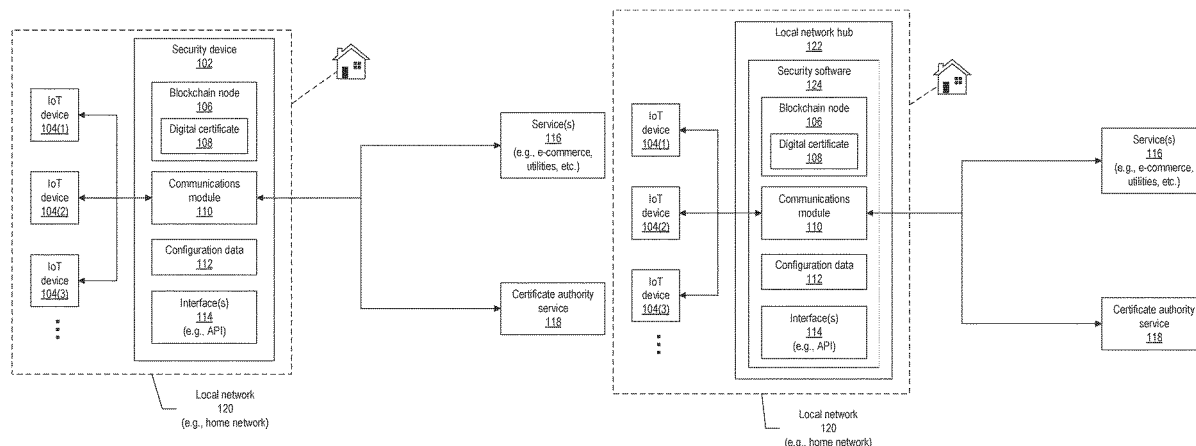 Security device
102
Blockchain node
106
Digital certificate
108
Communications
module
110
Configuration data
112
Interface(s)
114
(e.g., API)
IoT
device
104(1)
IoT
device
104(2)
IoT
device
104(3)
Service(s)
116
(e.g., e-commerce,
utilities, etc.)
Certificate authority
service
118
Local network
120
(e.g., home network)
Local network hub
122
Security software
124
Blockchain node
106
Digital certificate
108
Communications
module
110
Configuration data
112
Interface(s)
114
(e.g., API)
IoT
device
104(1)
IoT
device
104(2)
IoT
device
104(3)
Service(s)
116
(e.g., e-commerce,
utilities, etc.)
Certificate authority
service
118
Local network
120
(e.g., home network)